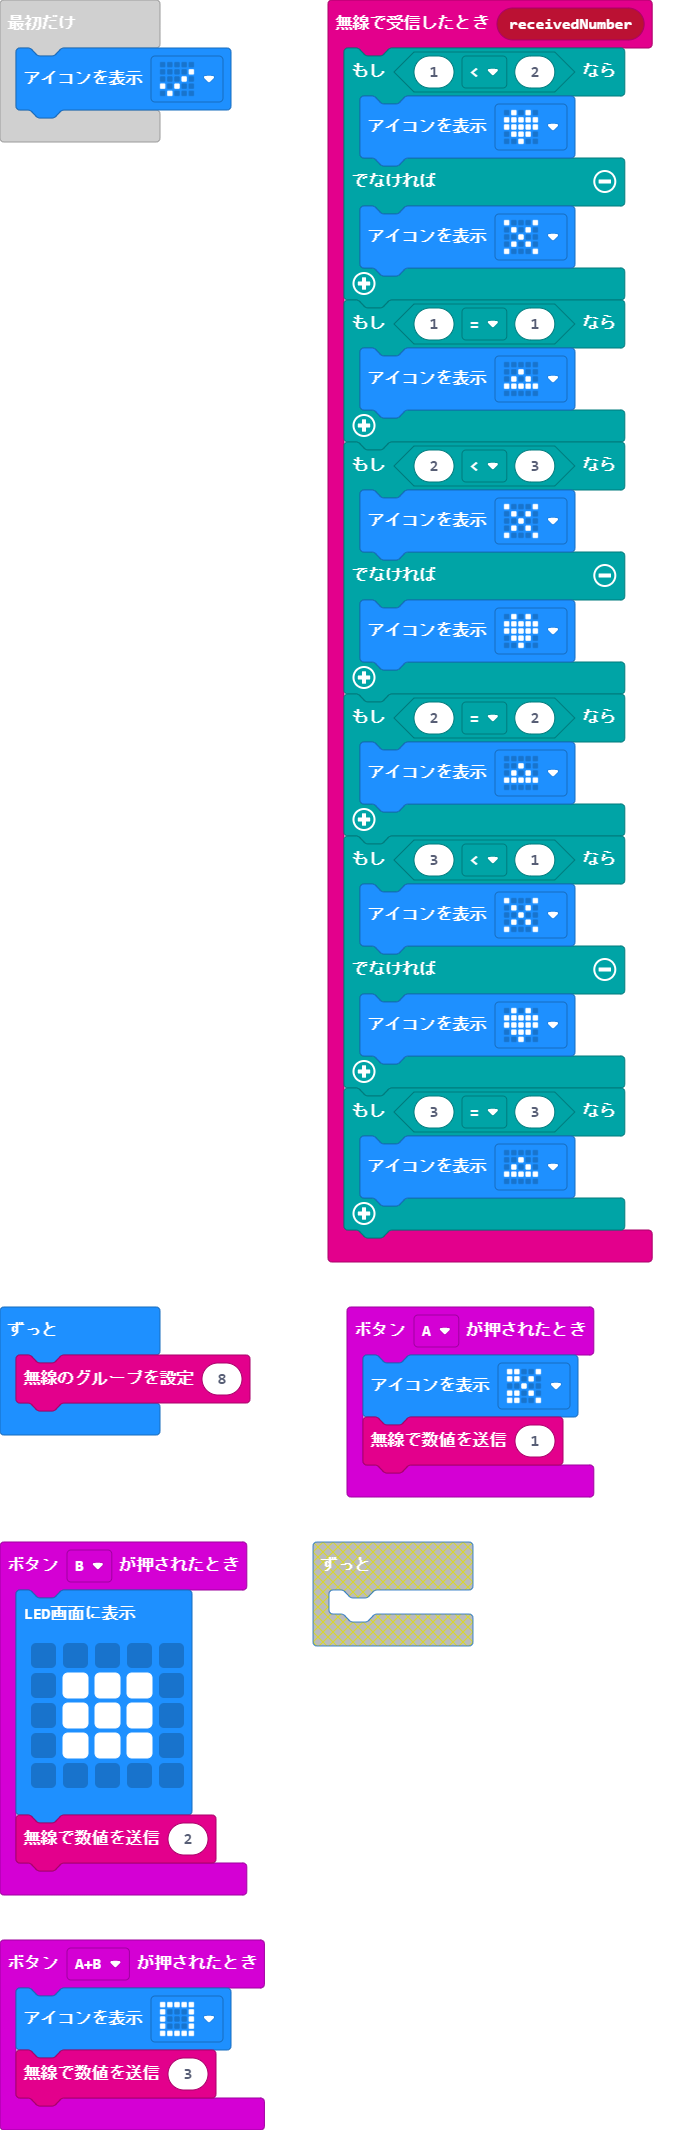 最初だけ
アイコンを表示
無線で受信したとき receivedNumber
もし 1 < 2 なら
アイコンを表示
でなければ
アイコンを表示
もし 1 = 1 なら
アイコンを表示
もし 2 < 3 なら
アイコンを表示
でなければ
アイコンを表示
もし 2 = 2 なら
アイコンを表示
もし 3 < 1 なら
アイコンを表示
でなければ
アイコンを表示
もし 3 = 3 なら
アイコンを表示
ずっと
無線のグループを設定 8
ボタン A が押されたとき
アイコンを表示
無線で数値を送信 1
ボタン B が押されたとき
LED画面に表示
無線で数値を送信 2
ずっと
ボタン A+B が押されたとき
アイコンを表示
無線で数値を送信 3